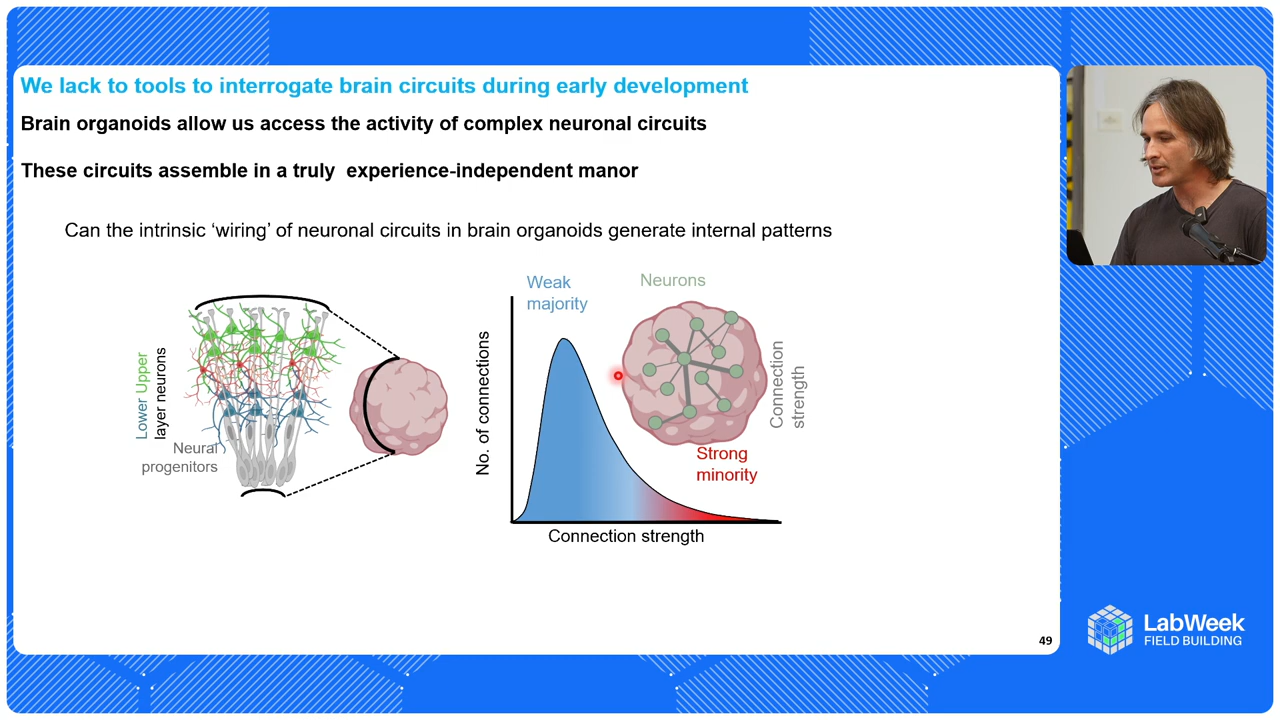 We lack to tools to interrogate brain circuits during early development
Brain organoids allow us access the activity of complex neuronal circuits
These circuits assemble in a truly experience-independent manor
Can the intrinsic ‘wiring’ of neuronal circuits in brain organoids generate internal patterns
Lower Upper
layer neurons
Neural
progenitors
No. of connections
Weak
majority
Neurons
Connection
strength
Strong
minority
Connection strength
49
LabWeek
FIELD BUILDING